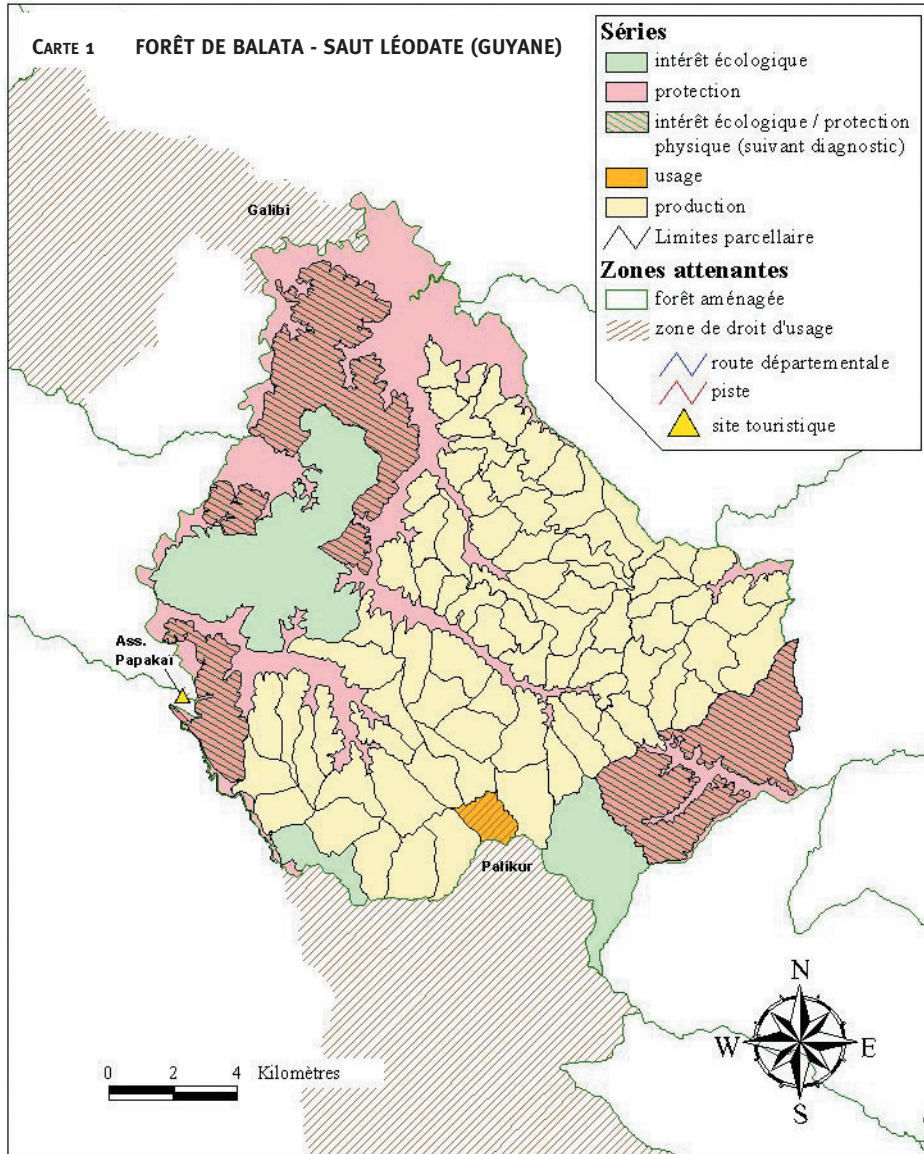 CARTE 1 FORÊT DE BALATA - SAUT LÉODATE (GUYANE)
Séries
intérêt écologique
protection
intérêt écologique / protection
physique (suivant diagnostic)
usage
production
Limites parcellaire
Zones attenantes
forêt aménagée
zone de droit d'usage
route départementale
piste
site touristique
Galibi
Ass.
Papakaï
Palikur
0 2 4 Kilomètres
N
W E
S